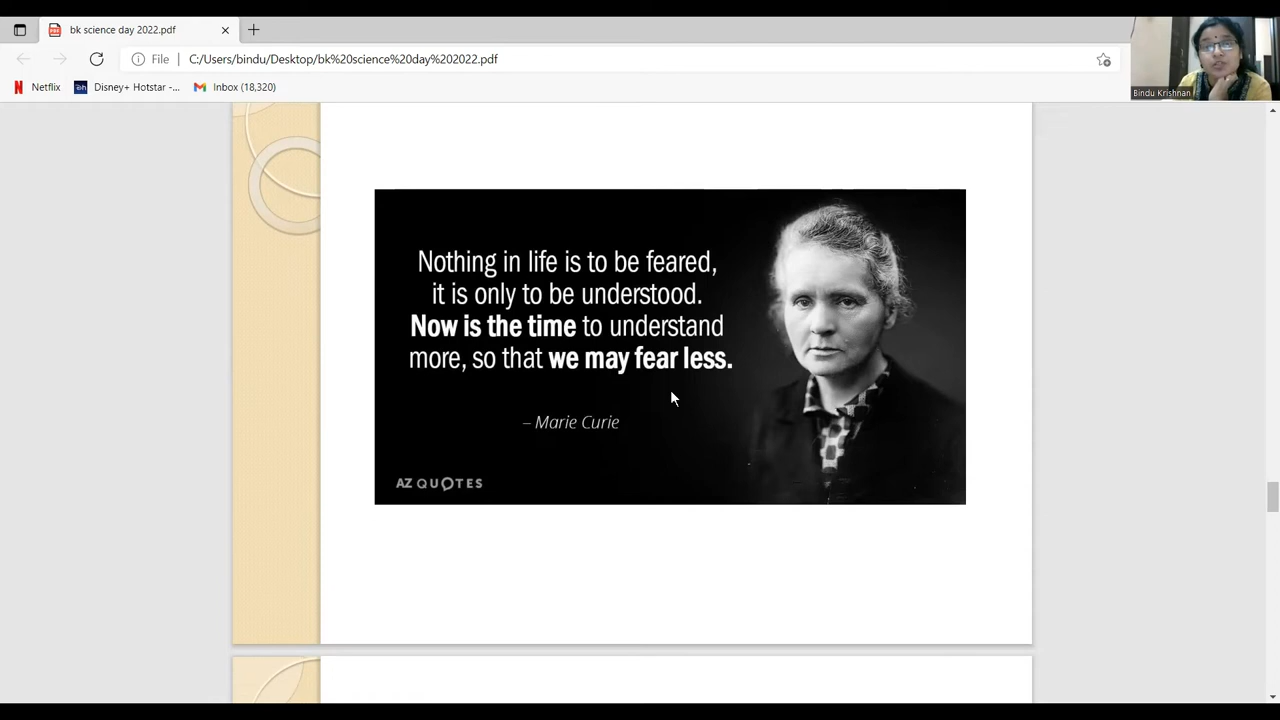 bk science day 2022.pdf
File
C:/Users/bindu/Desktop/bk%20science%20day%202022.pdf
Netflix
Disney+ Hotstar -...
Inbox (18,320)
Bindu Krishnan
Nothing in life is to be feared,
it is only to be understood.
Now is the time to understand
more, so that we may fear less.
– Marie Curie
AZ QUOTES